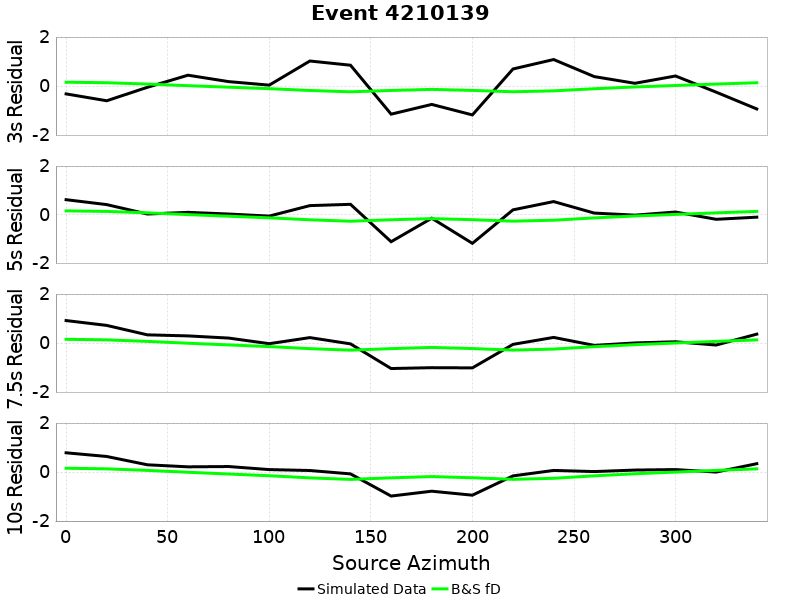 Event 4210139
3s Residual
2
0
-2
5s Residual
2
0
-2
7.5s Residual
2
0
-2
10s Residual
2
0
-2
0 50 100 150 200 250 300
Source Azimuth
Simulated Data B&S fD